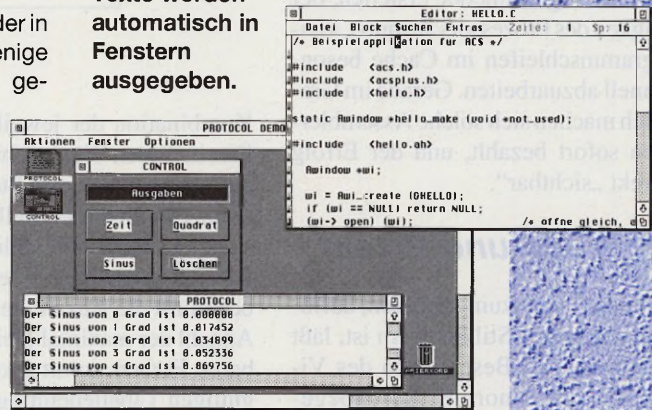 der in
enige
ge-
Texte werden
automatisch in
Fenstern
ausgegeben.
Editor: HELLO.C
Datei Block Suchen Extras Zeile: 1 Sp: 16
/* Beispielapplikation fur ACS */
#include <acs.h>
#include <acsplus.h>
#include <hello.h>
static Awindow *hello_make (void *not_used);
#include <hello.ah>
Awindow *wi;
wi = Awi_create (&HELLO);
if (wi == NULL) return NULL;
(wi-> open) (wi); /* offne gleich,
PROTOCOL DEMO
Aktionen Fenster Optionen
PROTOCOL
CONTROL
CONTROL
Ausgaben
Zeit Quadrat
Sinus Löschen
PROTOCOL
Der Sinus von 0 Grad ist 0.000000
Der Sinus von 1 Grad ist 0.017452
Der Sinus von 2 Grad ist 0.034899
Der Sinus von 3 Grad ist 0.052336
Der Sinus von 4 Grad ist 0.069756